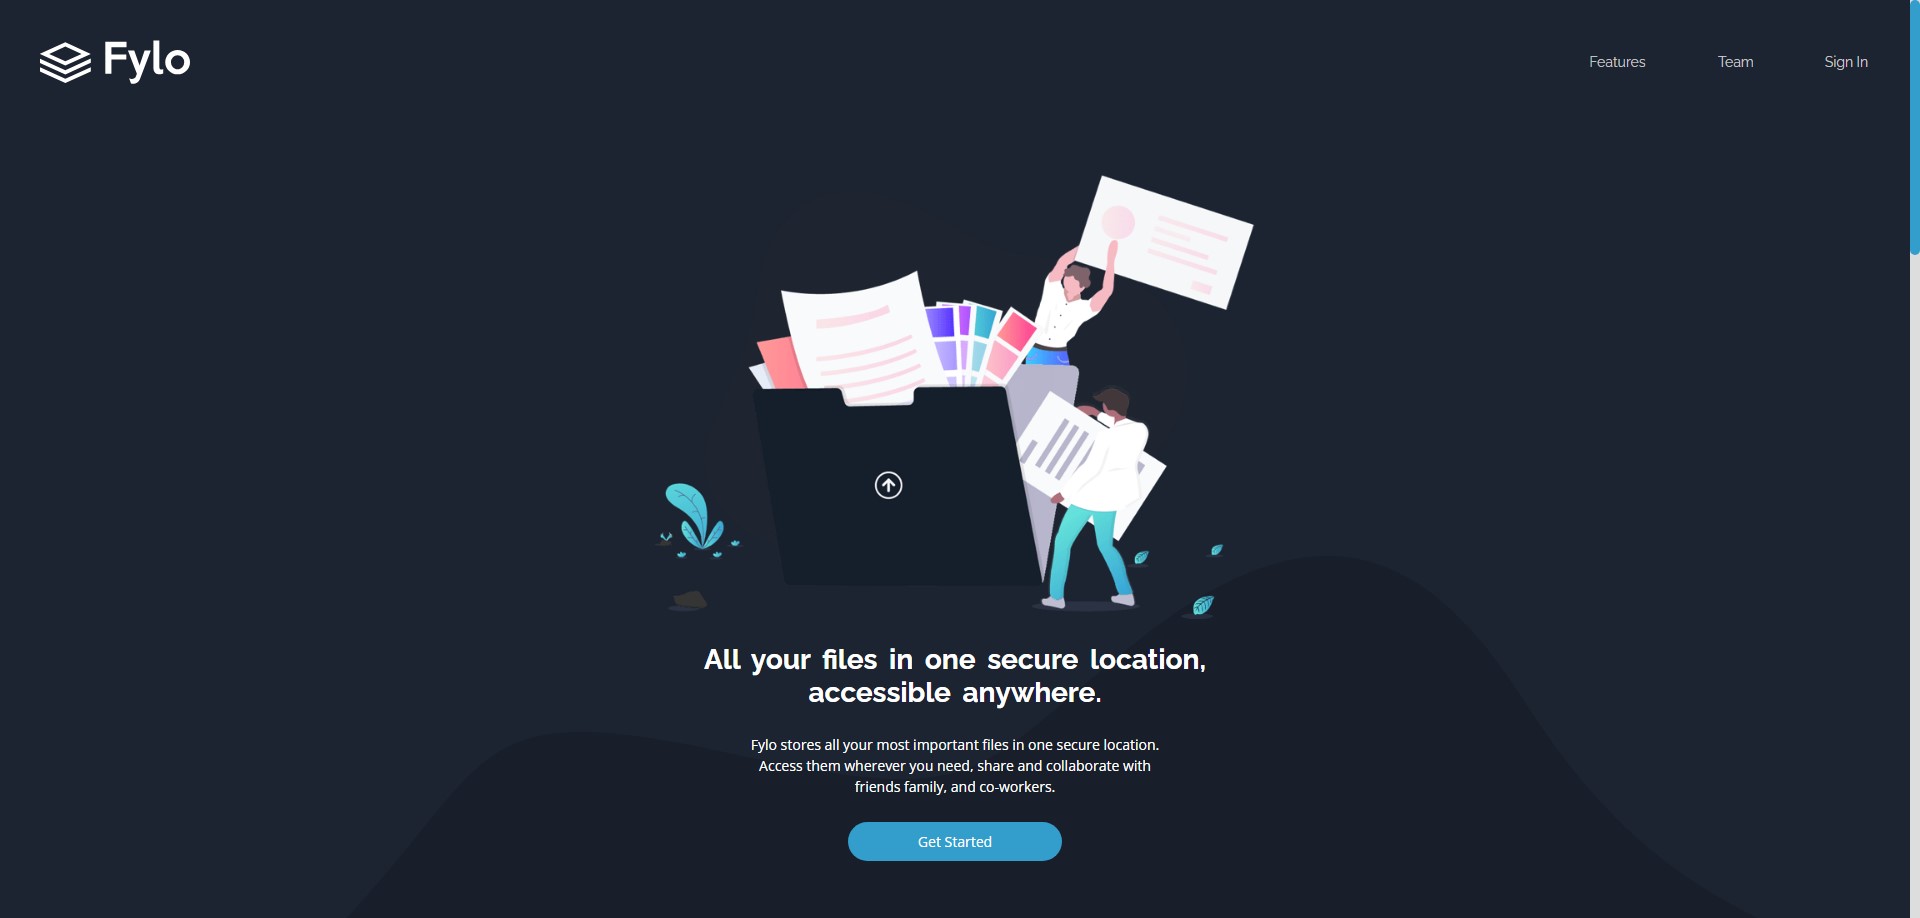 Fylo
Features
Team
Sign In
All your files in one secure location,
accessible anywhere.
Fylo stores all your most important files in one secure location.
Access them wherever you need, share and collaborate with
friends family, and co-workers.
Get Started